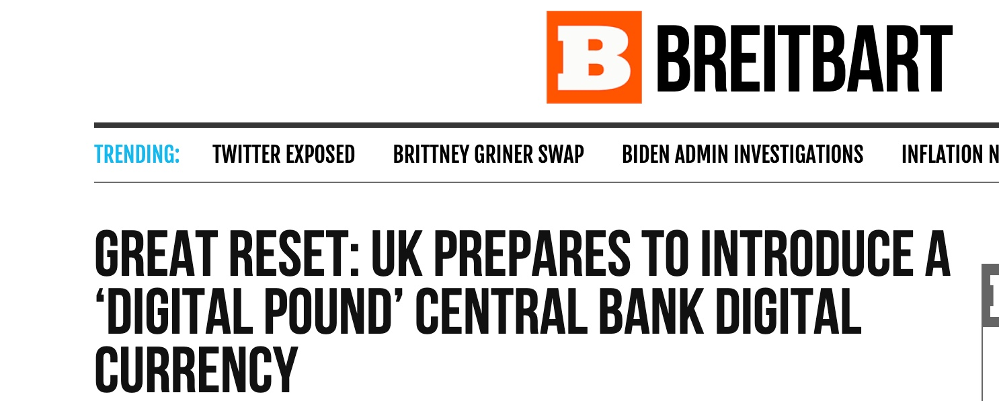 B BREITBART
TRENDING: TWITTER EXPOSED BRITTNEY GRINER SWAP BIDEN ADMIN INVESTIGATIONS INFLATION N
GREAT RESET: UK PREPARES TO INTRODUCE A
‘DIGITAL POUND’ CENTRAL BANK DIGITAL
CURRENCY